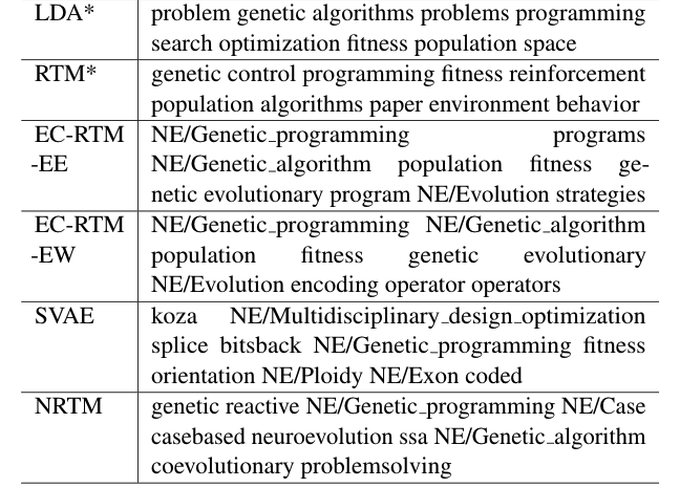 LDA* problem genetic algorithms problems programming
search optimization fitness population space
RTM* genetic control programming fitness reinforcement
population algorithms paper environment behavior
EC-RTM NE/Genetic_programming programs
-EE NE/Genetic_algorithm population fitness ge-
netic evolutionary program NE/Evolution strategies
EC-RTM NE/Genetic_programming NE/Genetic_algorithm
-EW population fitness genetic evolutionary
NE/Evolution encoding operator operators
SVAE koza NE/Multidisciplinary_design_optimization
splice bitsback NE/Genetic_programming fitness
orientation NE/Ploidy NE/Exon coded
NRTM genetic reactive NE/Genetic_programming NE/Case
casebased neuroevolution ssa NE/Genetic_algorithm
coevolutionary problemsolving